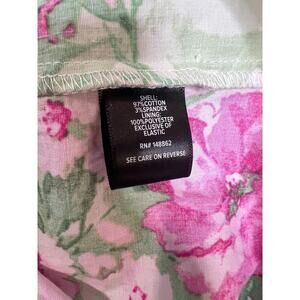 SHELL:
97%COTTON
3%SPANDEX
LINING:
100%POLYESTER
EXCLUSIVE OF
ELASTIC
RN# 148862
SEE CARE ON REVERSE